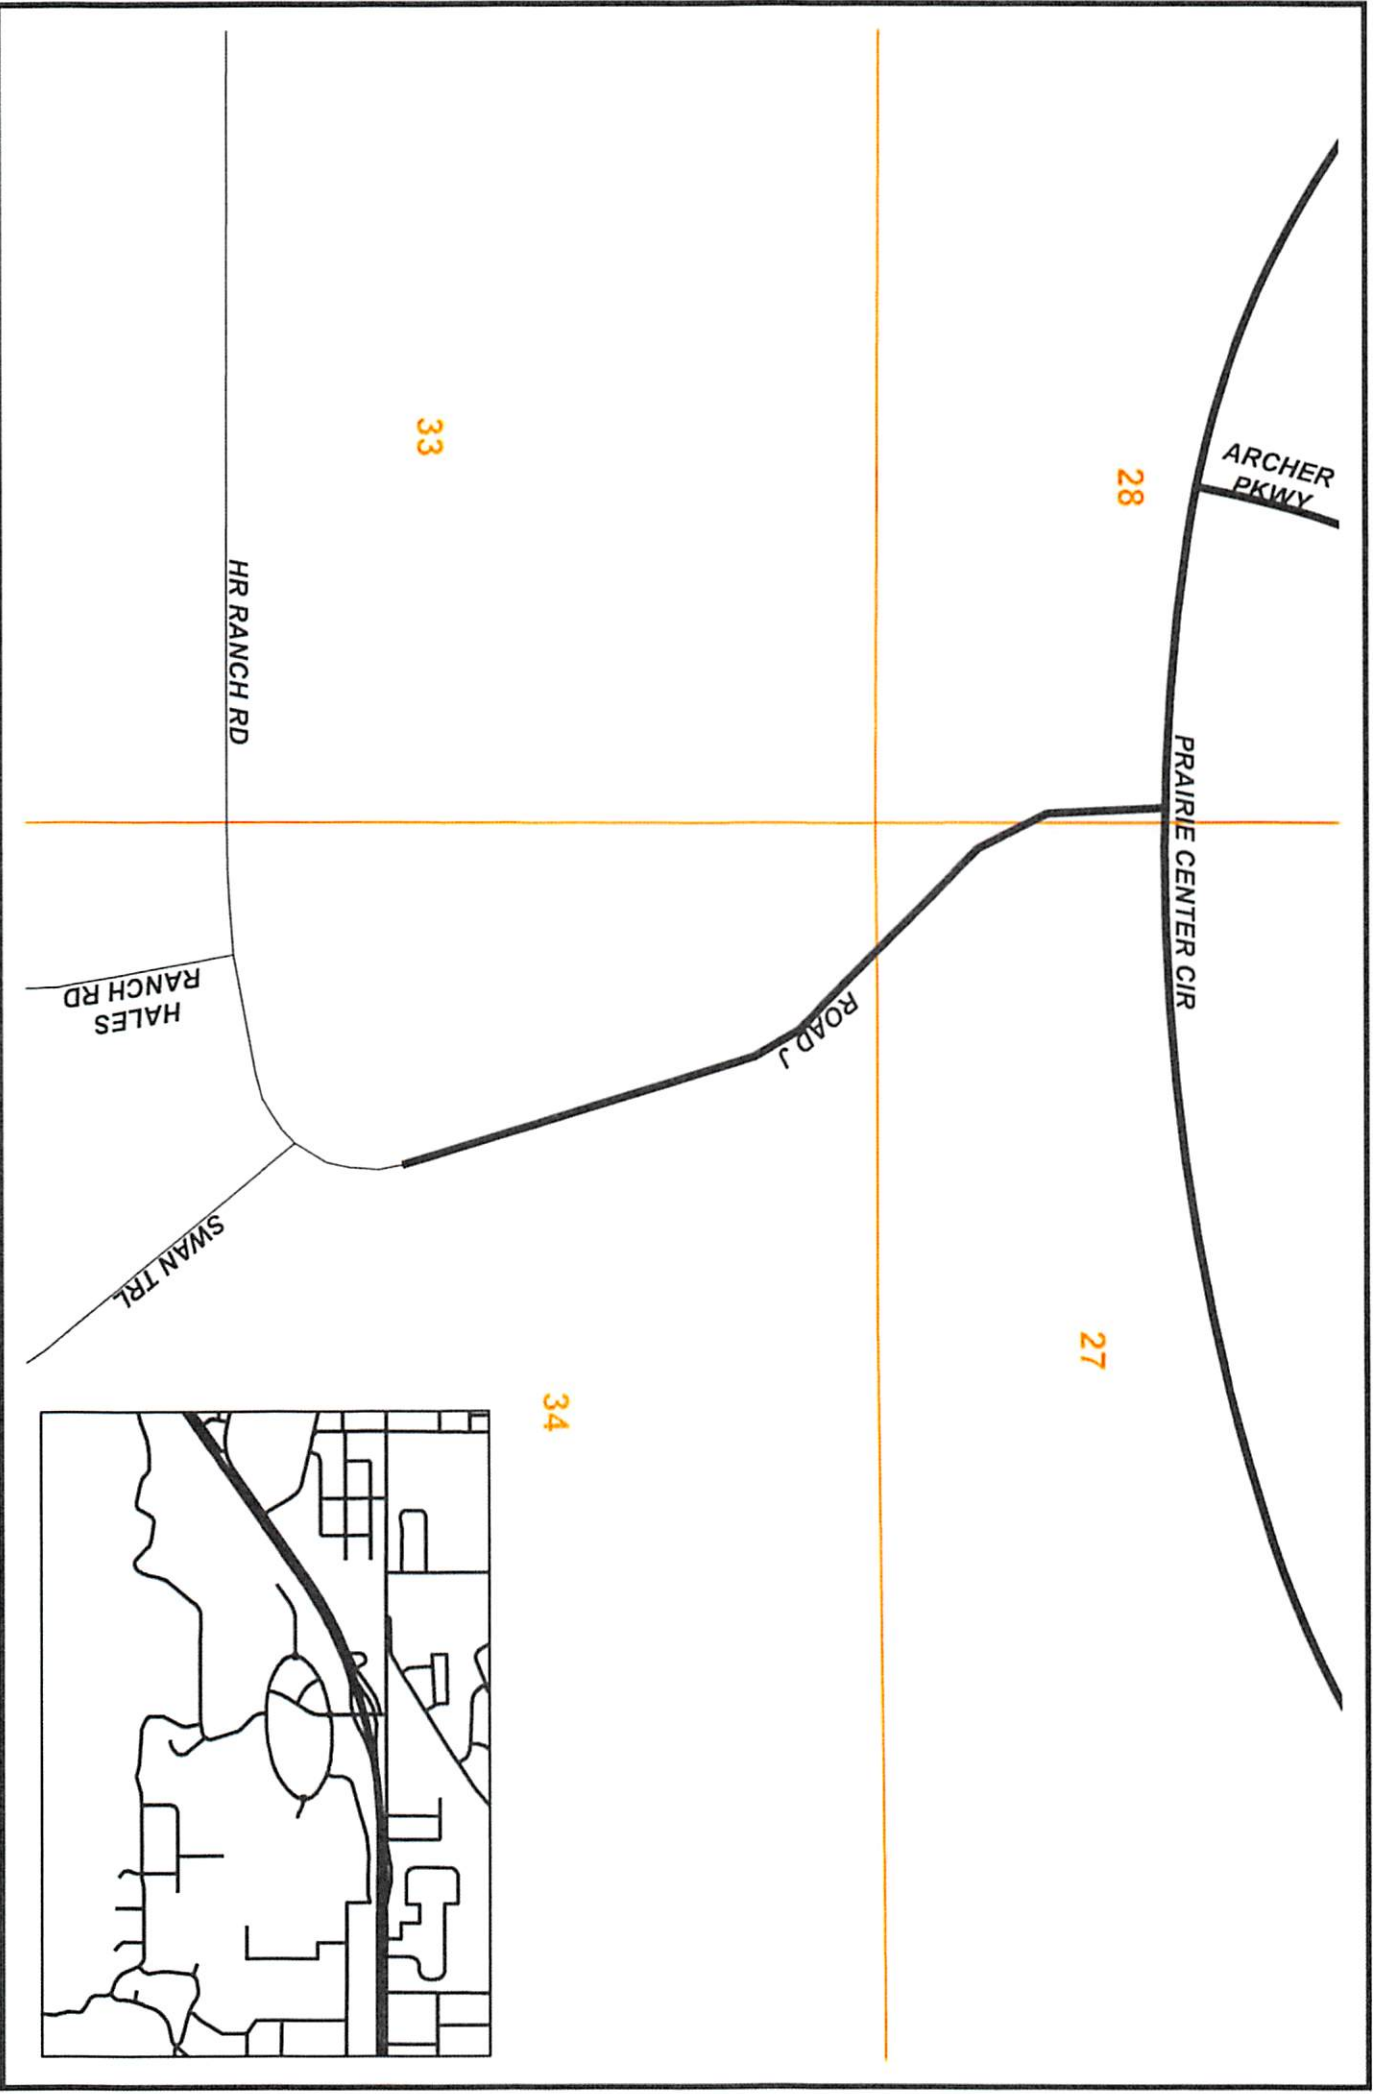 ARCHER
PKWY
28
PRAIRIE CENTER CIR
27
33
34
ROAD J
HR RANCH RD
HALES
RANCH RD
SWAN TRL